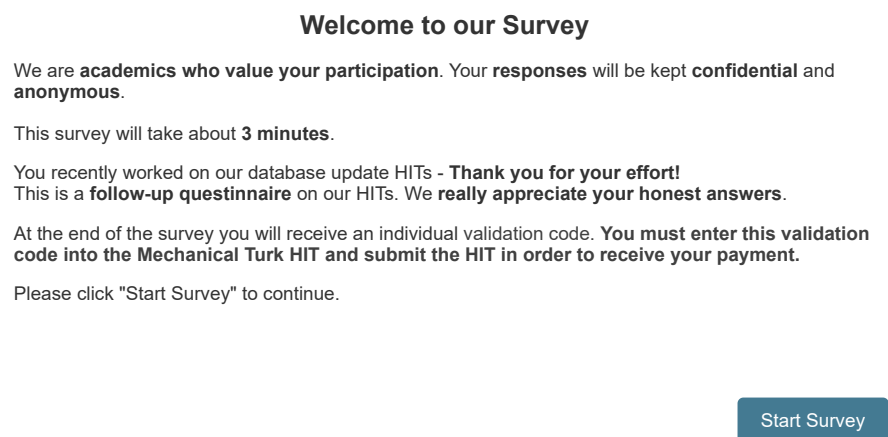 Welcome to our Survey
We are academics who value your participation. Your responses will be kept confidential and
anonymous.
This survey will take about 3 minutes.
You recently worked on our database update HITs - Thank you for your effort!
This is a follow-up questinnaire on our HITs. We really appreciate your honest answers.
At the end of the survey you will receive an individual validation code. You must enter this validation
code into the Mechanical Turk HIT and submit the HIT in order to receive your payment.
Please click "Start Survey" to continue.
Start Survey